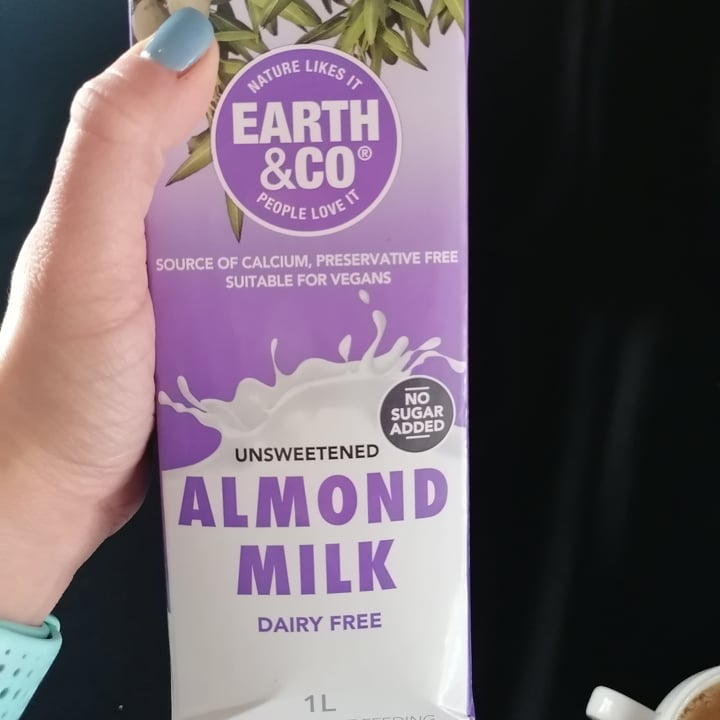 NATURE LIKES IT
EARTH
&CO®
PEOPLE LOVE IT
SOURCE OF CALCIUM, PRESERVATIVE FREE
SUITABLE FOR VEGANS
NO
SUGAR
ADDED
UNSWEETENED
ALMOND
MILK
DAIRY FREE
1L
FEEDING